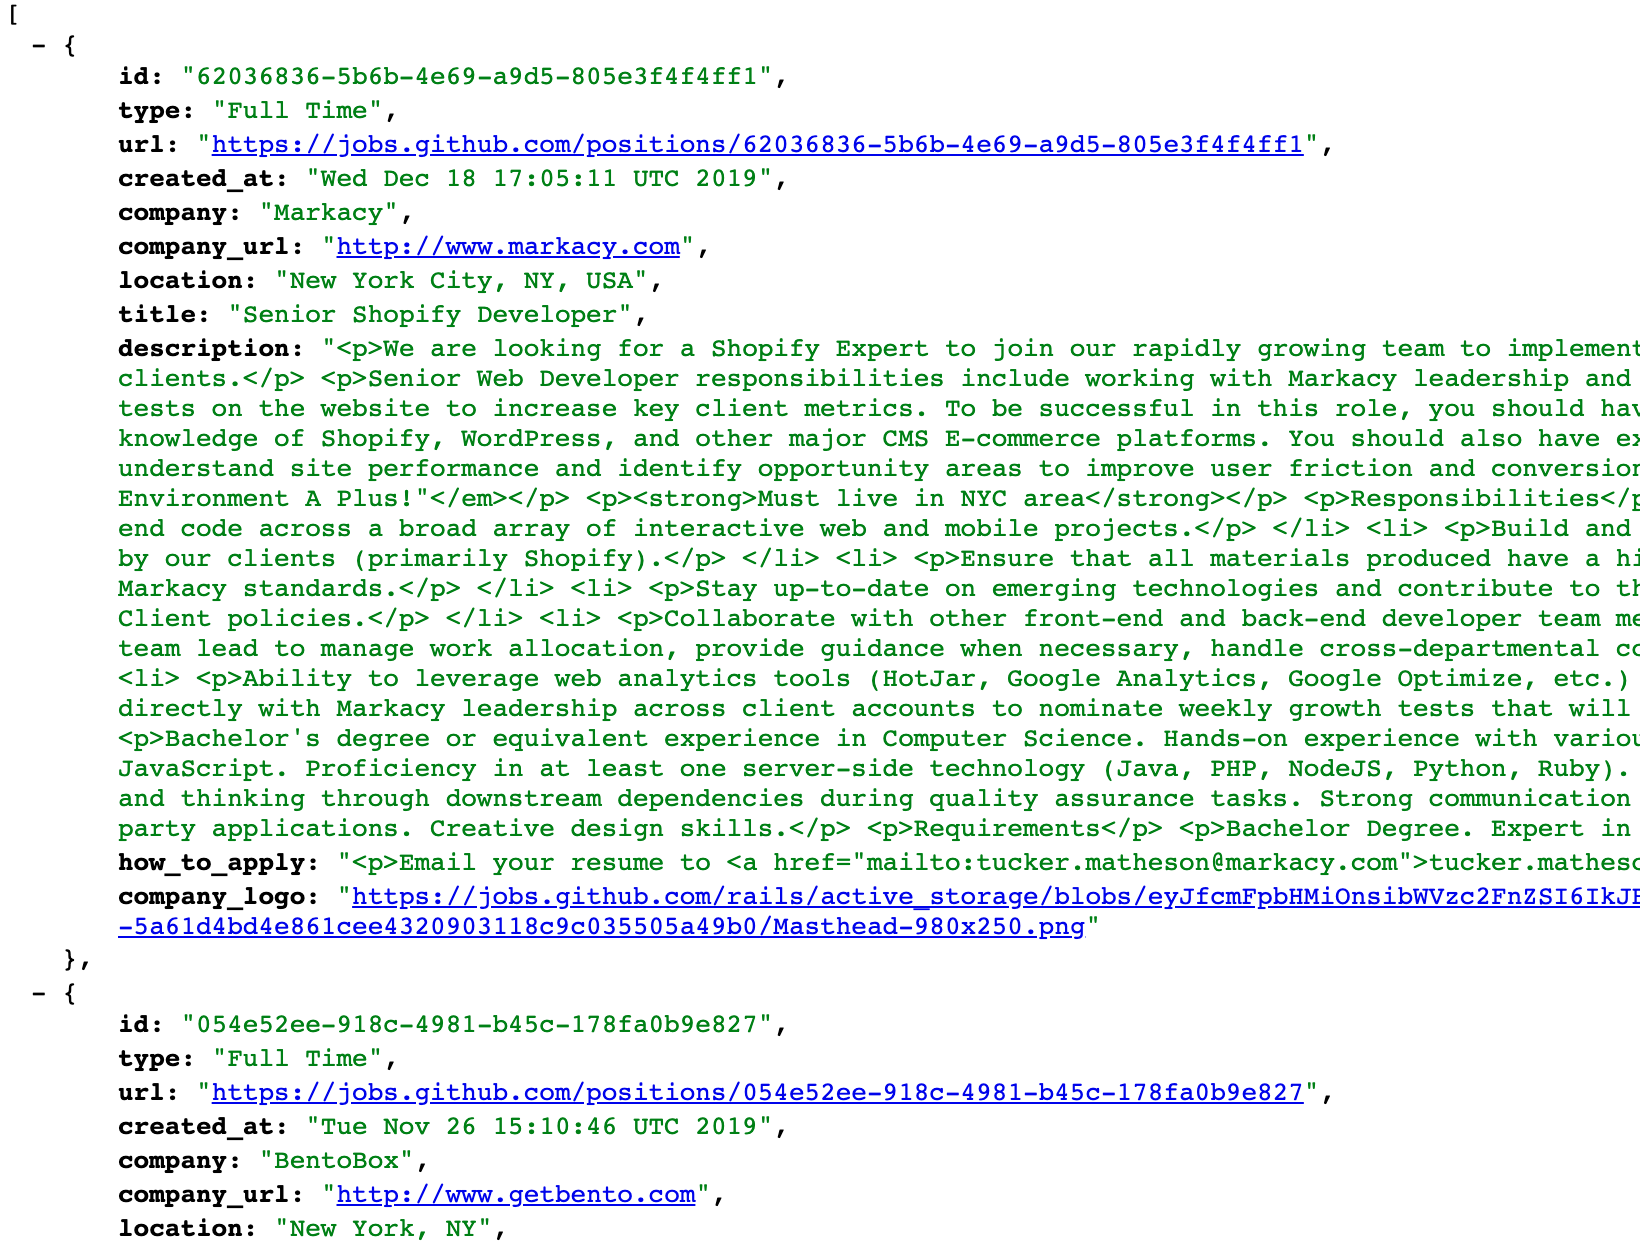 [
- {
id: "62036836-5b6b-4e69-a9d5-805e3f4f4ff1",
type: "Full Time",
url: "https://jobs.github.com/positions/62036836-5b6b-4e69-a9d5-805e3f4f4ff1",
created_at: "Wed Dec 18 17:05:11 UTC 2019",
company: "Markacy",
company_url: "http://www.markacy.com",
location: "New York City, NY, USA",
title: "Senior Shopify Developer",
description: "<p>We are looking for a Shopify Expert to join our rapidly growing team to implement
clients.</p> <p>Senior Web Developer responsibilities include working with Markacy leadership and
tests on the website to increase key client metrics. To be successful in this role, you should hav
knowledge of Shopify, WordPress, and other major CMS E-commerce platforms. You should also have ex
understand site performance and identify opportunity areas to improve user friction and conversion
Environment A Plus!"</em></p> <p><strong>Must live in NYC area</strong></p> <p>Responsibilities</p
end code across a broad array of interactive web and mobile projects.</p> </li> <li> <p>Build and
by our clients (primarily Shopify).</p> </li> <li> <p>Ensure that all materials produced have a hi
Markacy standards.</p> </li> <li> <p>Stay up-to-date on emerging technologies and contribute to th
Client policies.</p> </li> <li> <p>Collaborate with other front-end and back-end developer team me
team lead to manage work allocation, provide guidance when necessary, handle cross-departmental co
<li> <p>Ability to leverage web analytics tools (HotJar, Google Analytics, Google Optimize, etc.)
directly with Markacy leadership across client accounts to nominate weekly growth tests that will
<p>Bachelor's degree or equivalent experience in Computer Science. Hands-on experience with variou
JavaScript. Proficiency in at least one server-side technology (Java, PHP, NodeJS, Python, Ruby).
and thinking through downstream dependencies during quality assurance tasks. Strong communication
party applications. Creative design skills.</p> <p>Requirements</p> <p>Bachelor Degree. Expert in
how_to_apply: "<p>Email your resume to <a href="mailto:tucker.matheson@markacy.com">tucker.matheso
company_logo: "https://jobs.github.com/rails/active_storage/blobs/eyJfcmFpbHMiOnsibWVzc2FnZSI6IkJB
-5a61d4bd4e861cee4320903118c9c035505a49b0/Masthead-980x250.png"
},
- {
id: "054e52ee-918c-4981-b45c-178fa0b9e827",
type: "Full Time",
url: "https://jobs.github.com/positions/054e52ee-918c-4981-b45c-178fa0b9e827",
created_at: "Tue Nov 26 15:10:46 UTC 2019",
company: "BentoBox",
company_url: "http://www.getbento.com",
location: "New York, NY",